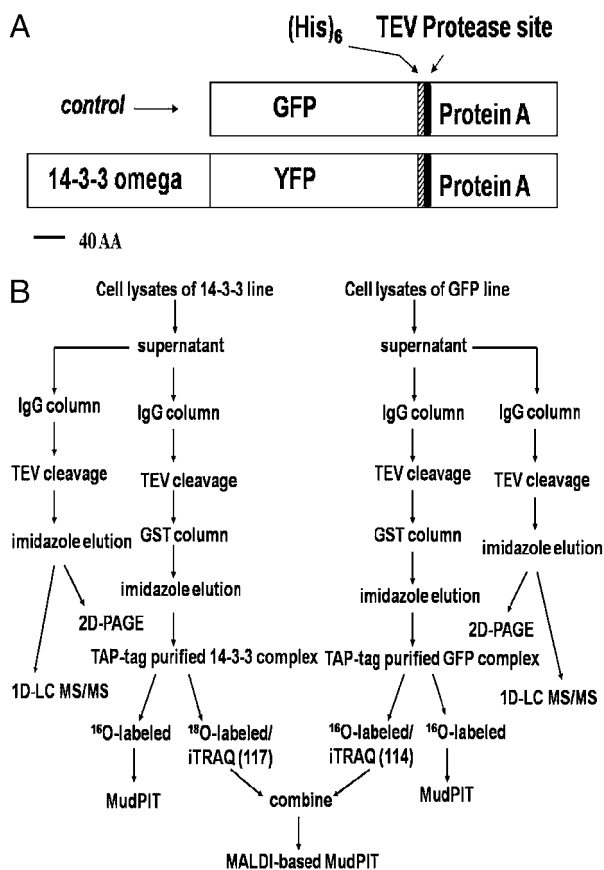 A
(His)6 TEV Protease site
control GFP Protein A
14-3-3 omega YFP Protein A
40 AA
B
Cell lysates of 14-3-3 line Cell lysates of GFP line
supernatant supernatant
IgG column IgG column IgG column IgG column
TEV cleavage TEV cleavage TEV cleavage TEV cleavage
imidazole elution GST column GST column imidazole elution
imidazole elution imidazole elution
2D-PAGE 2D-PAGE
TAP-tag purified 14-3-3 complex TAP-tag purified GFP complex
1D-LC MS/MS 1D-LC MS/MS
16O-labeled 18O-labeled/ 16O-labeled/ 16O-labeled
iTRAQ (117) iTRAQ (114)
MudPIT combine MudPIT
MALDI-based MudPIT